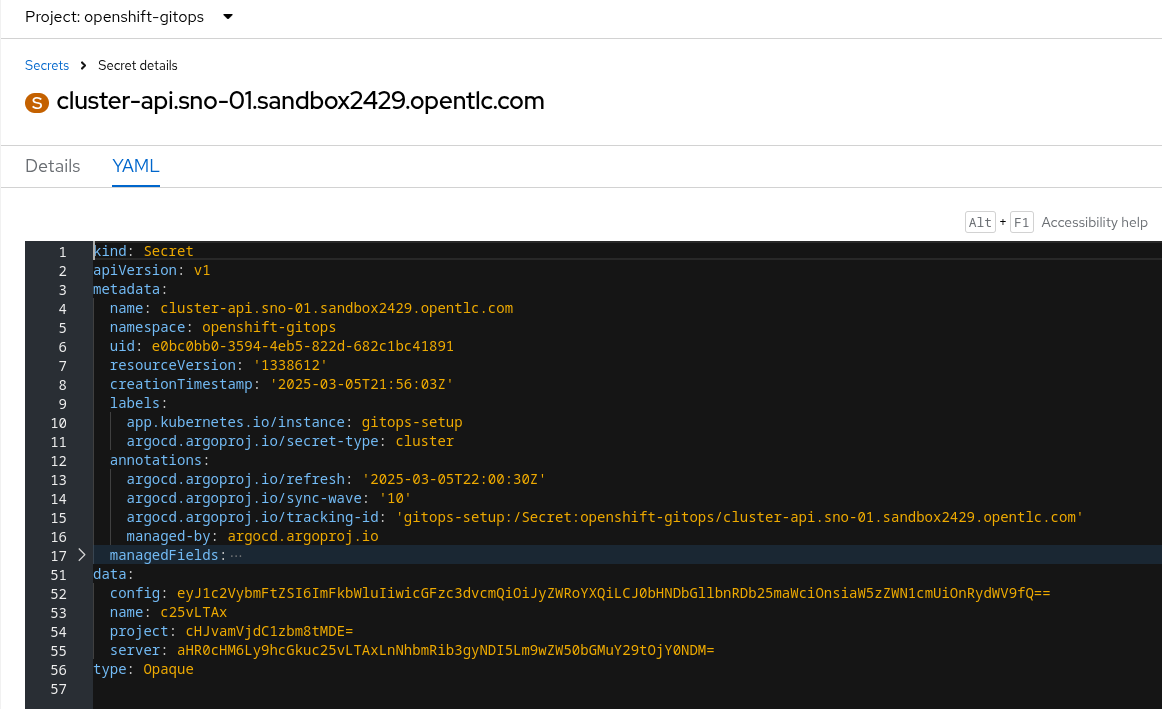 Project: openshift-gitops
Secrets > Secret details
S cluster-api.sno-01.sandbox2429.opentlc.com
Details YAML
Alt + F1 Accessibility help
1 kind: Secret
2 apiVersion: v1
3 metadata:
4 name: cluster-api.sno-01.sandbox2429.opentlc.com
5 namespace: openshift-gitops
6 uid: e0bc0bb0-3594-4eb5-822d-682c1bc41891
7 resourceVersion: '1338612'
8 creationTimestamp: '2025-03-05T21:56:03Z'
9 labels:
10 app.kubernetes.io/instance: gitops-setup
11 argocd.argoproj.io/secret-type: cluster
12 annotations:
13 argocd.argoproj.io/refresh: '2025-03-05T22:00:30Z'
14 argocd.argoproj.io/sync-wave: '10'
15 argocd.argoproj.io/tracking-id: 'gitops-setup:/Secret:openshift-gitops/cluster-api.sno-01.sandbox2429.opentlc.com'
16 managed-by: argocd.argoproj.io
17 managedFields: ...
51 data:
52 config: eyJ1c2VybmFtZSI6ImFkbWluIiwicGFzc3dvcmQiOiJyZWRoYXQiLCJ0bHNDbGllbnRDb25maWciOnsiaW5zZWN1cmUiOnRydWV9fQ==
53 name: c25vLTAx
54 project: cHJvamVjdC1zbm8tMDE=
55 server: aHR0cHM6Ly9hcGkuc25vLTAxLnNhbmRib3gyNDI5Lm9wZW50bGMuY29tOjY0NDM=
56 type: Opaque
57